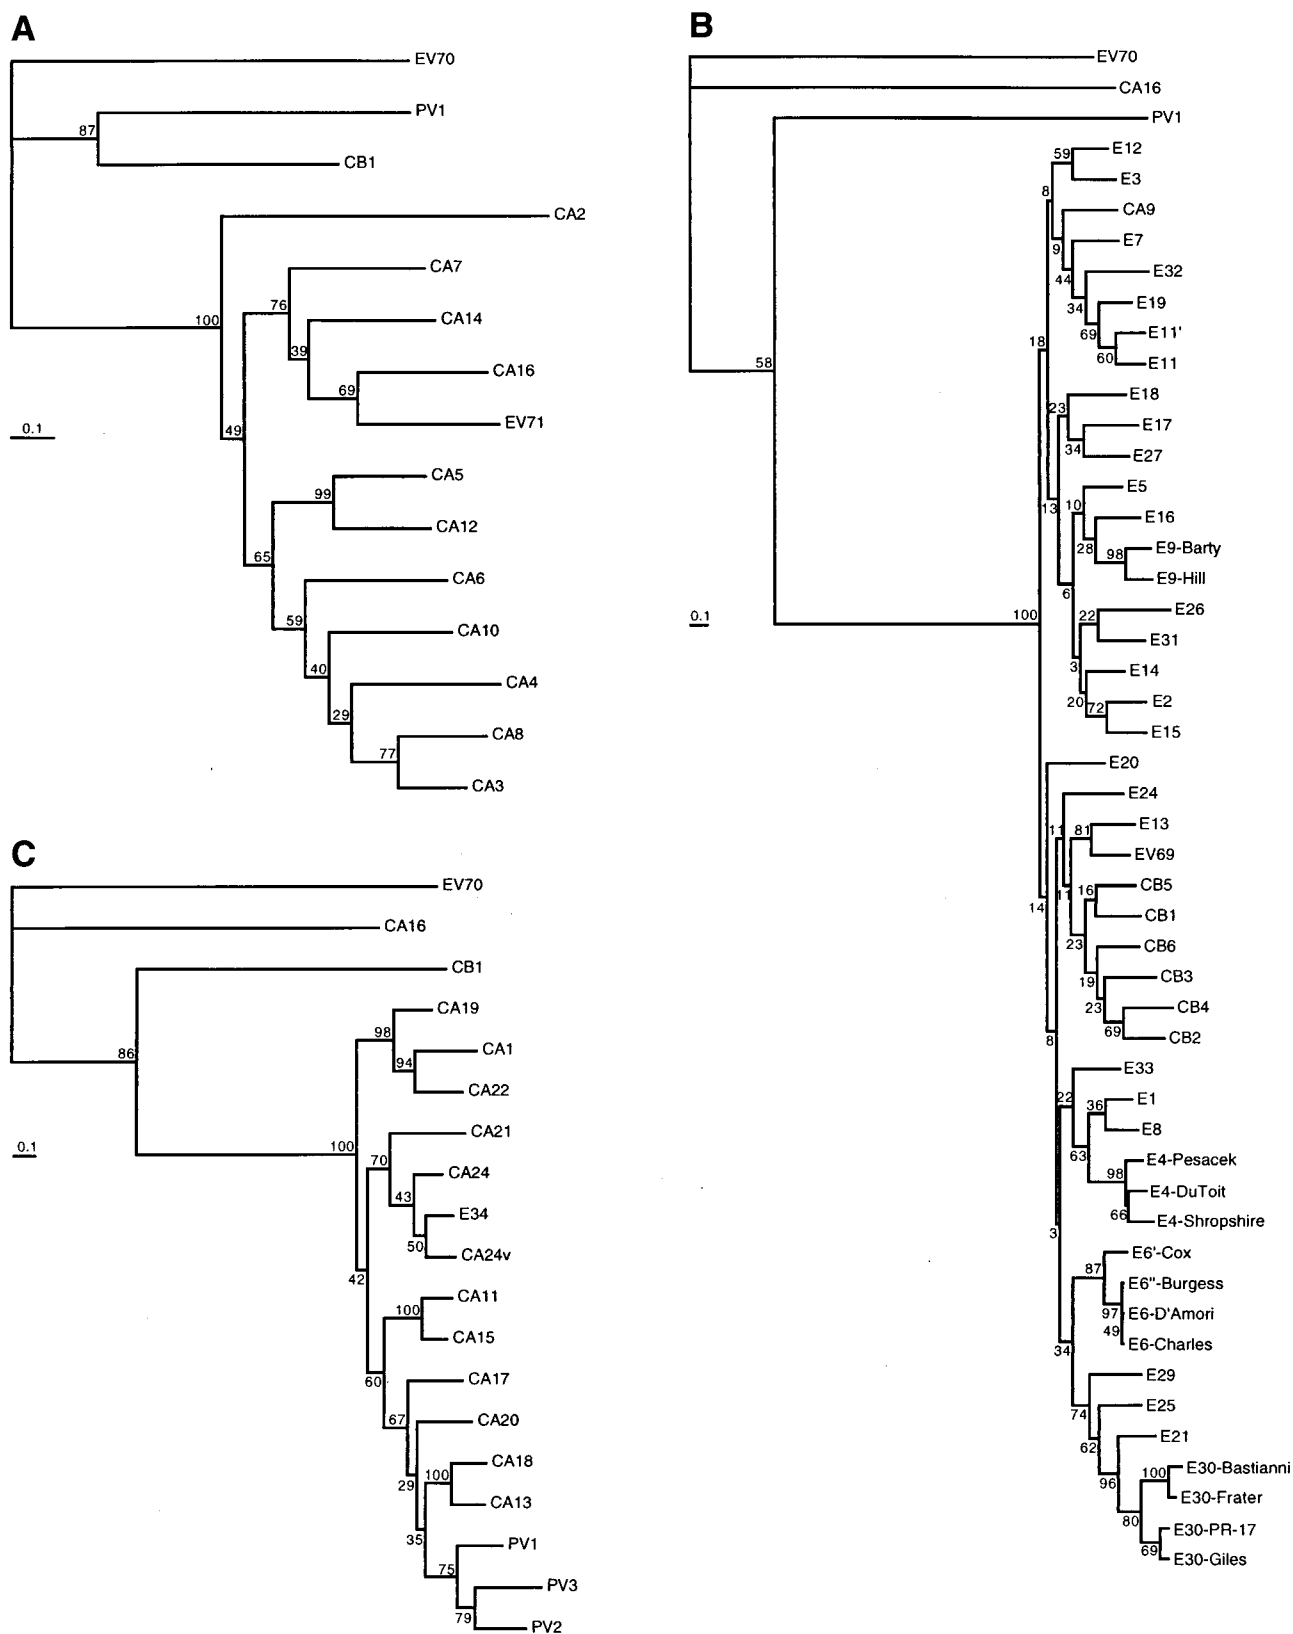 A
EV70
PV1
87
CB1
CA2
CA7
76
CA14
100
39
CA16
69
EV71
0.1
49
CA5
99
CA12
65
CA6
59
CA10
40
CA4
29
CA8
77
CA3
B
EV70
CA16
PV1
E12
59
E3
8
CA9
E7
9
E32
44
E19
34
E11'
69
18
60
E11
58
E18
23
E17
34
E27
E5
13
10
E16
28
E9-Barty
98
E9-Hill
6
E26
0.1
100
22
E31
3
E14
20
E2
72
E15
E20
E24
11
81
E13
EV69
16
CB5
11
14
CB1
23
CB6
19
CB3
23
CB4
69
CB2
8
E33
22
E1
36
E8
63
E4-Pesacek
98
E4-DuToit
66
E4-Shropshire
3
E6'-Cox
87
E6"-Burgess
97
E6-D'Amori
49
E6-Charles
34
E29
74
E25
62
E21
96
E30-Bastianni
100
E30-Frater
80
E30-PR-17
69
E30-Giles
C
EV70
CA16
CB1
CA19
98
CA1
86
94
CA22
CA21
0.1
100
70
CA24
43
E34
50
CA24v
42
CA11
100
CA15
60
CA17
67
CA20
CA18
29
100
CA13
35
PV1
75
PV3
79
PV2